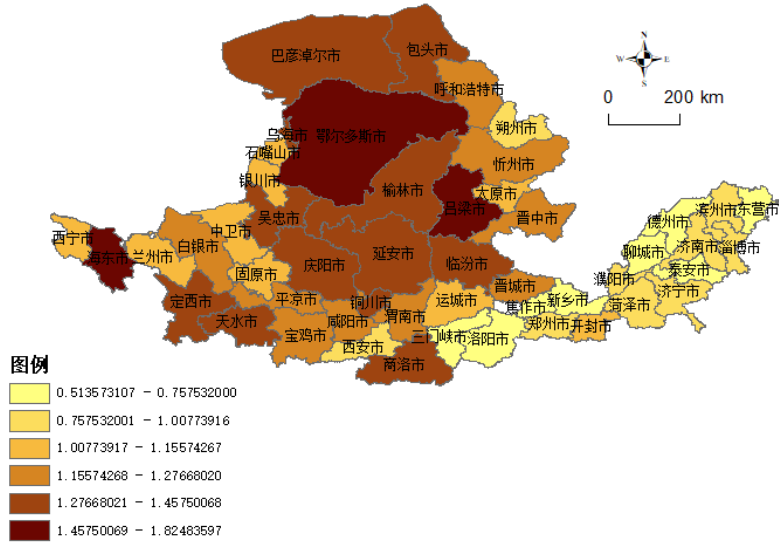 巴彦淖尔市
包头市
呼和浩特市
N
W E
S
0 200 km
乌海市
鄂尔多斯市
朔州市
石嘴山市
忻州市
银川市
榆林市
太原市
吕梁市
吴忠市
晋中市
德州市
滨州市
东营市
西宁市
海东市
兰州市
白银市
中卫市
聊城市
济南市
淄博市
固原市
庆阳市
延安市
临汾市
泰安市
濮阳市
定西市
平凉市
铜川市
运城市
晋城市
焦作市
新乡市
菏泽市
济宁市
天水市
宝鸡市
咸阳市
渭南市
郑州市
开封市
西安市
三门峡市
洛阳市
商洛市
图例
0.513573107 - 0.757532000
0.757532001 - 1.00773916
1.00773917 - 1.15574267
1.15574268 - 1.27668020
1.27668021 - 1.45750068
1.45750069 - 1.82483597